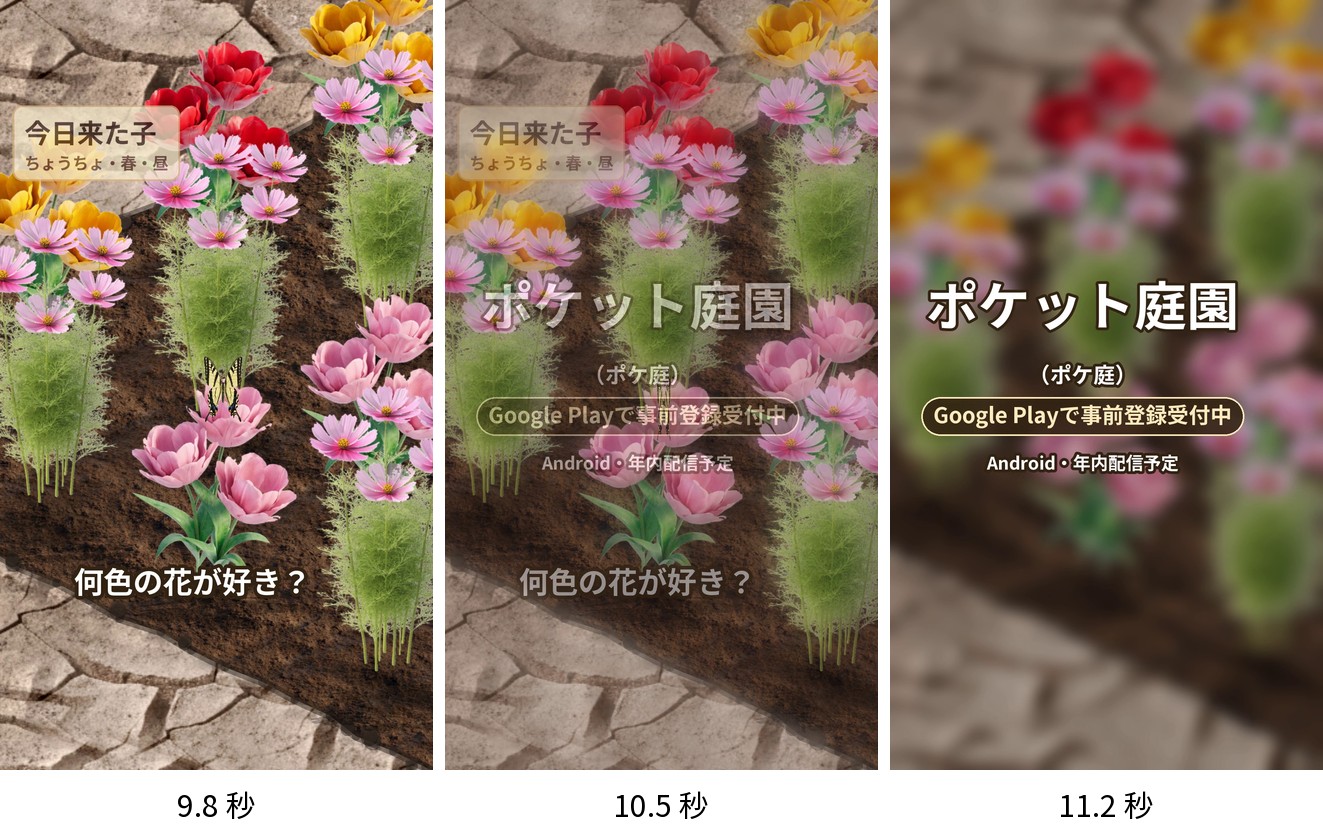 今日来た子
ちょうちょ・春・昼
何色の花が好き？
9.8 秒
今日来た子
ちょうちょ・春・昼
ポケット庭園
（ポケ庭）
Google Playで事前登録受付中
Android・年内配信予定
何色の花が好き？
10.5 秒
ポケット庭園
（ポケ庭）
Google Playで事前登録受付中
Android・年内配信予定
11.2 秒